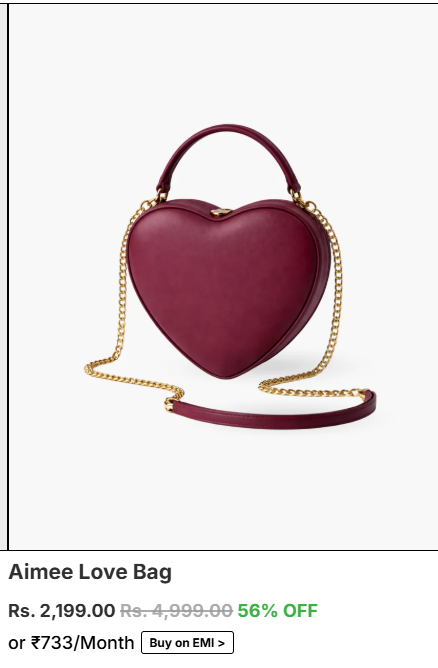 Aimee Love Bag
Rs. 2,199.00 Rs. 4,999.00 56% OFF
or ₹733/Month Buy on EMI >